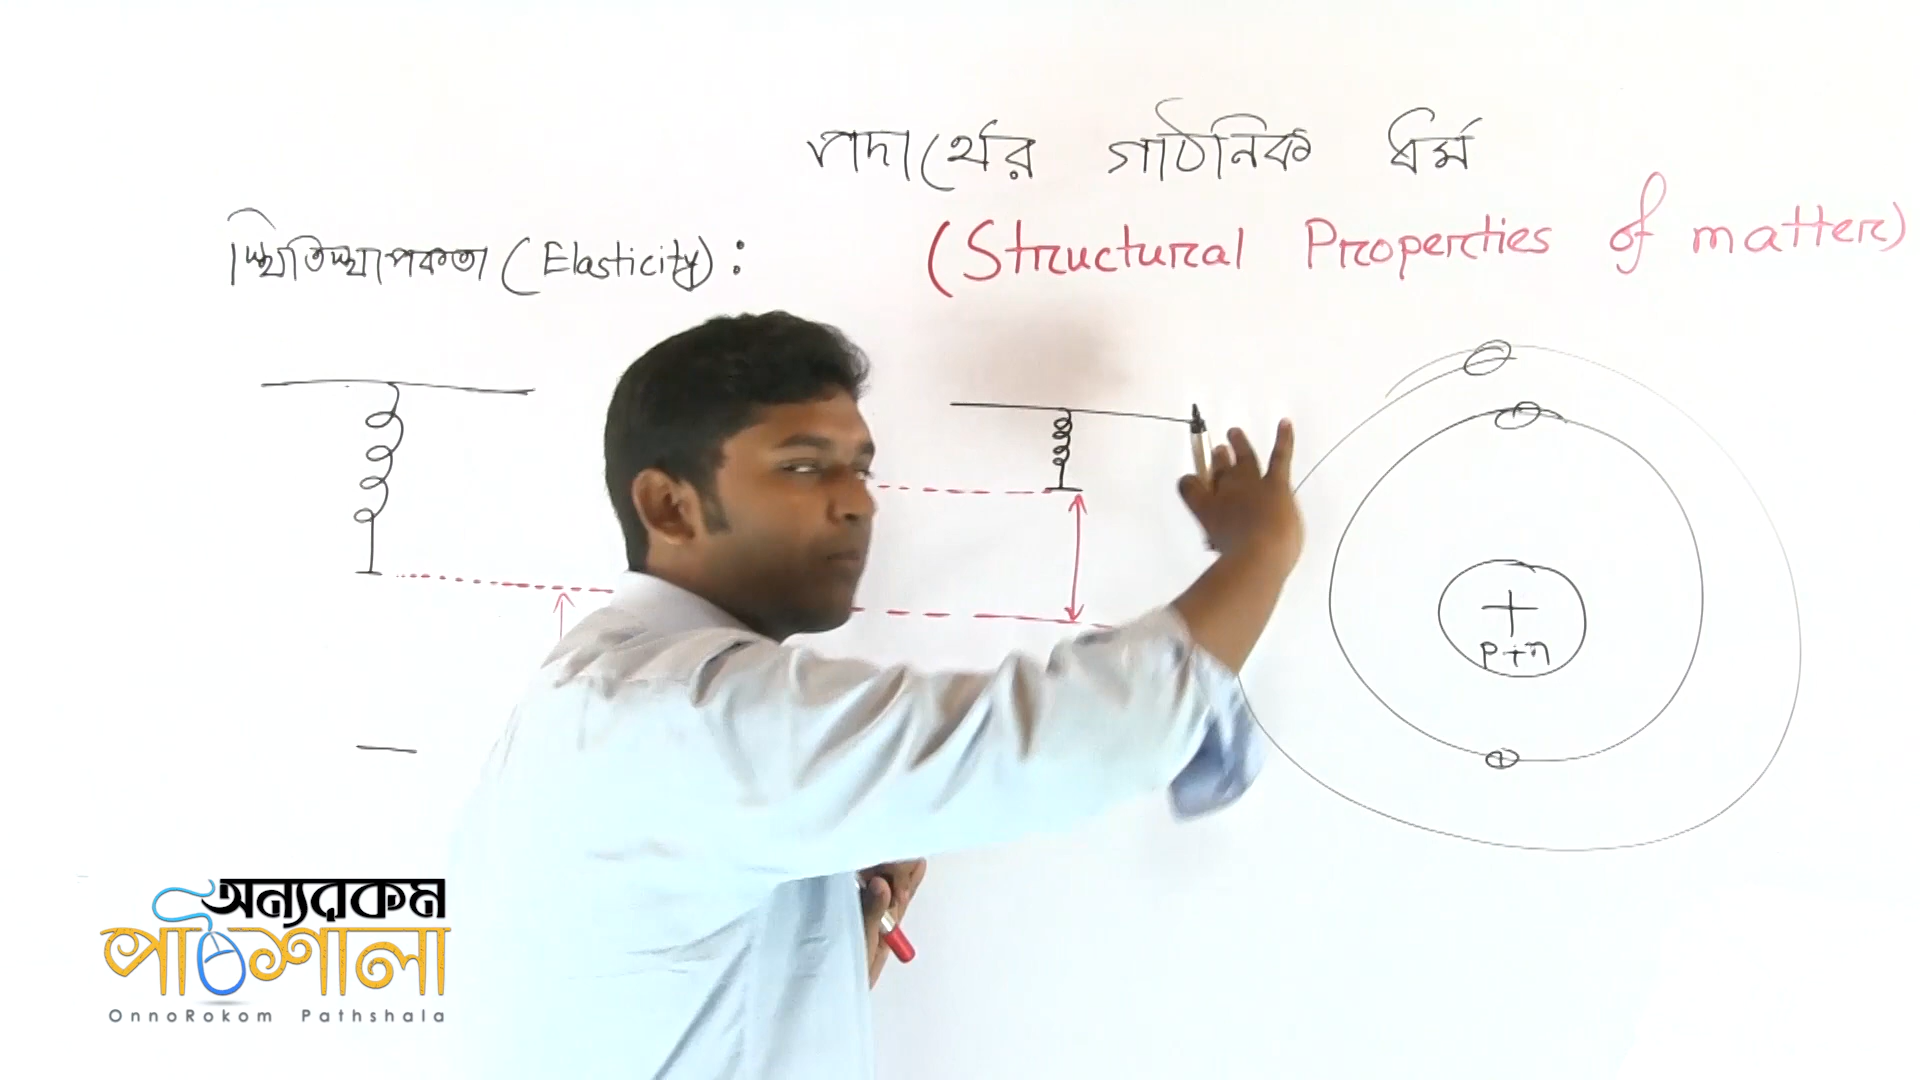 পদার্থের গাঠনিক ধর্ম
(Structural Properties of matter)
স্থিতিস্থাপকতা (Elasticity) :
+
p+n
অন্যরকম
পাঠশালা
OnnoRokom Pathshala